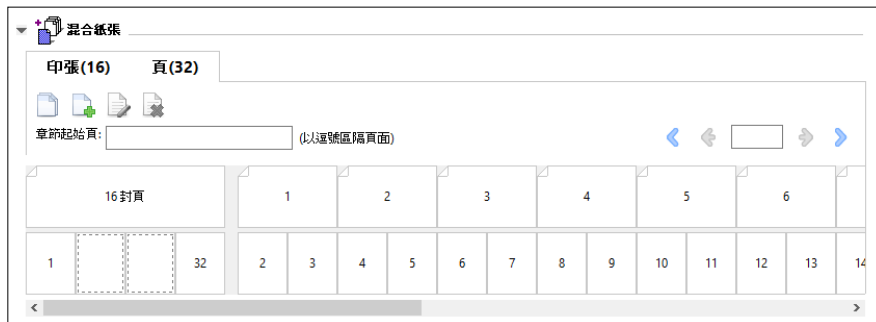 混合紙張
印張(16) 頁(32)
章節起始頁: (以逗號區隔頁面)
16 封頁 1 2 3 4 5 6
1 32 2 3 4 5 6 7 8 9 10 11 12 13 14